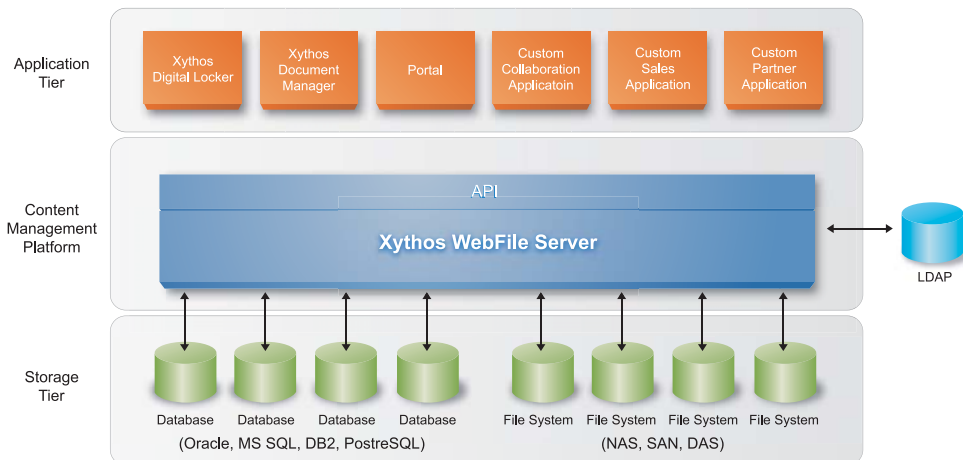 Application
Tier
Xythos
Digital Locker
Xythos
Document
Manager
Portal
Custom
Collaboration
Applicatoin
Custom
Sales
Application
Custom
Partner
Application
Content
Management
Platform
API
Xythos WebFile Server
LDAP
Storage
Tier
Database
Database
Database
Database
(Oracle, MS SQL, DB2, PostreSQL)
File System
File System
File System
File System
(NAS, SAN, DAS)